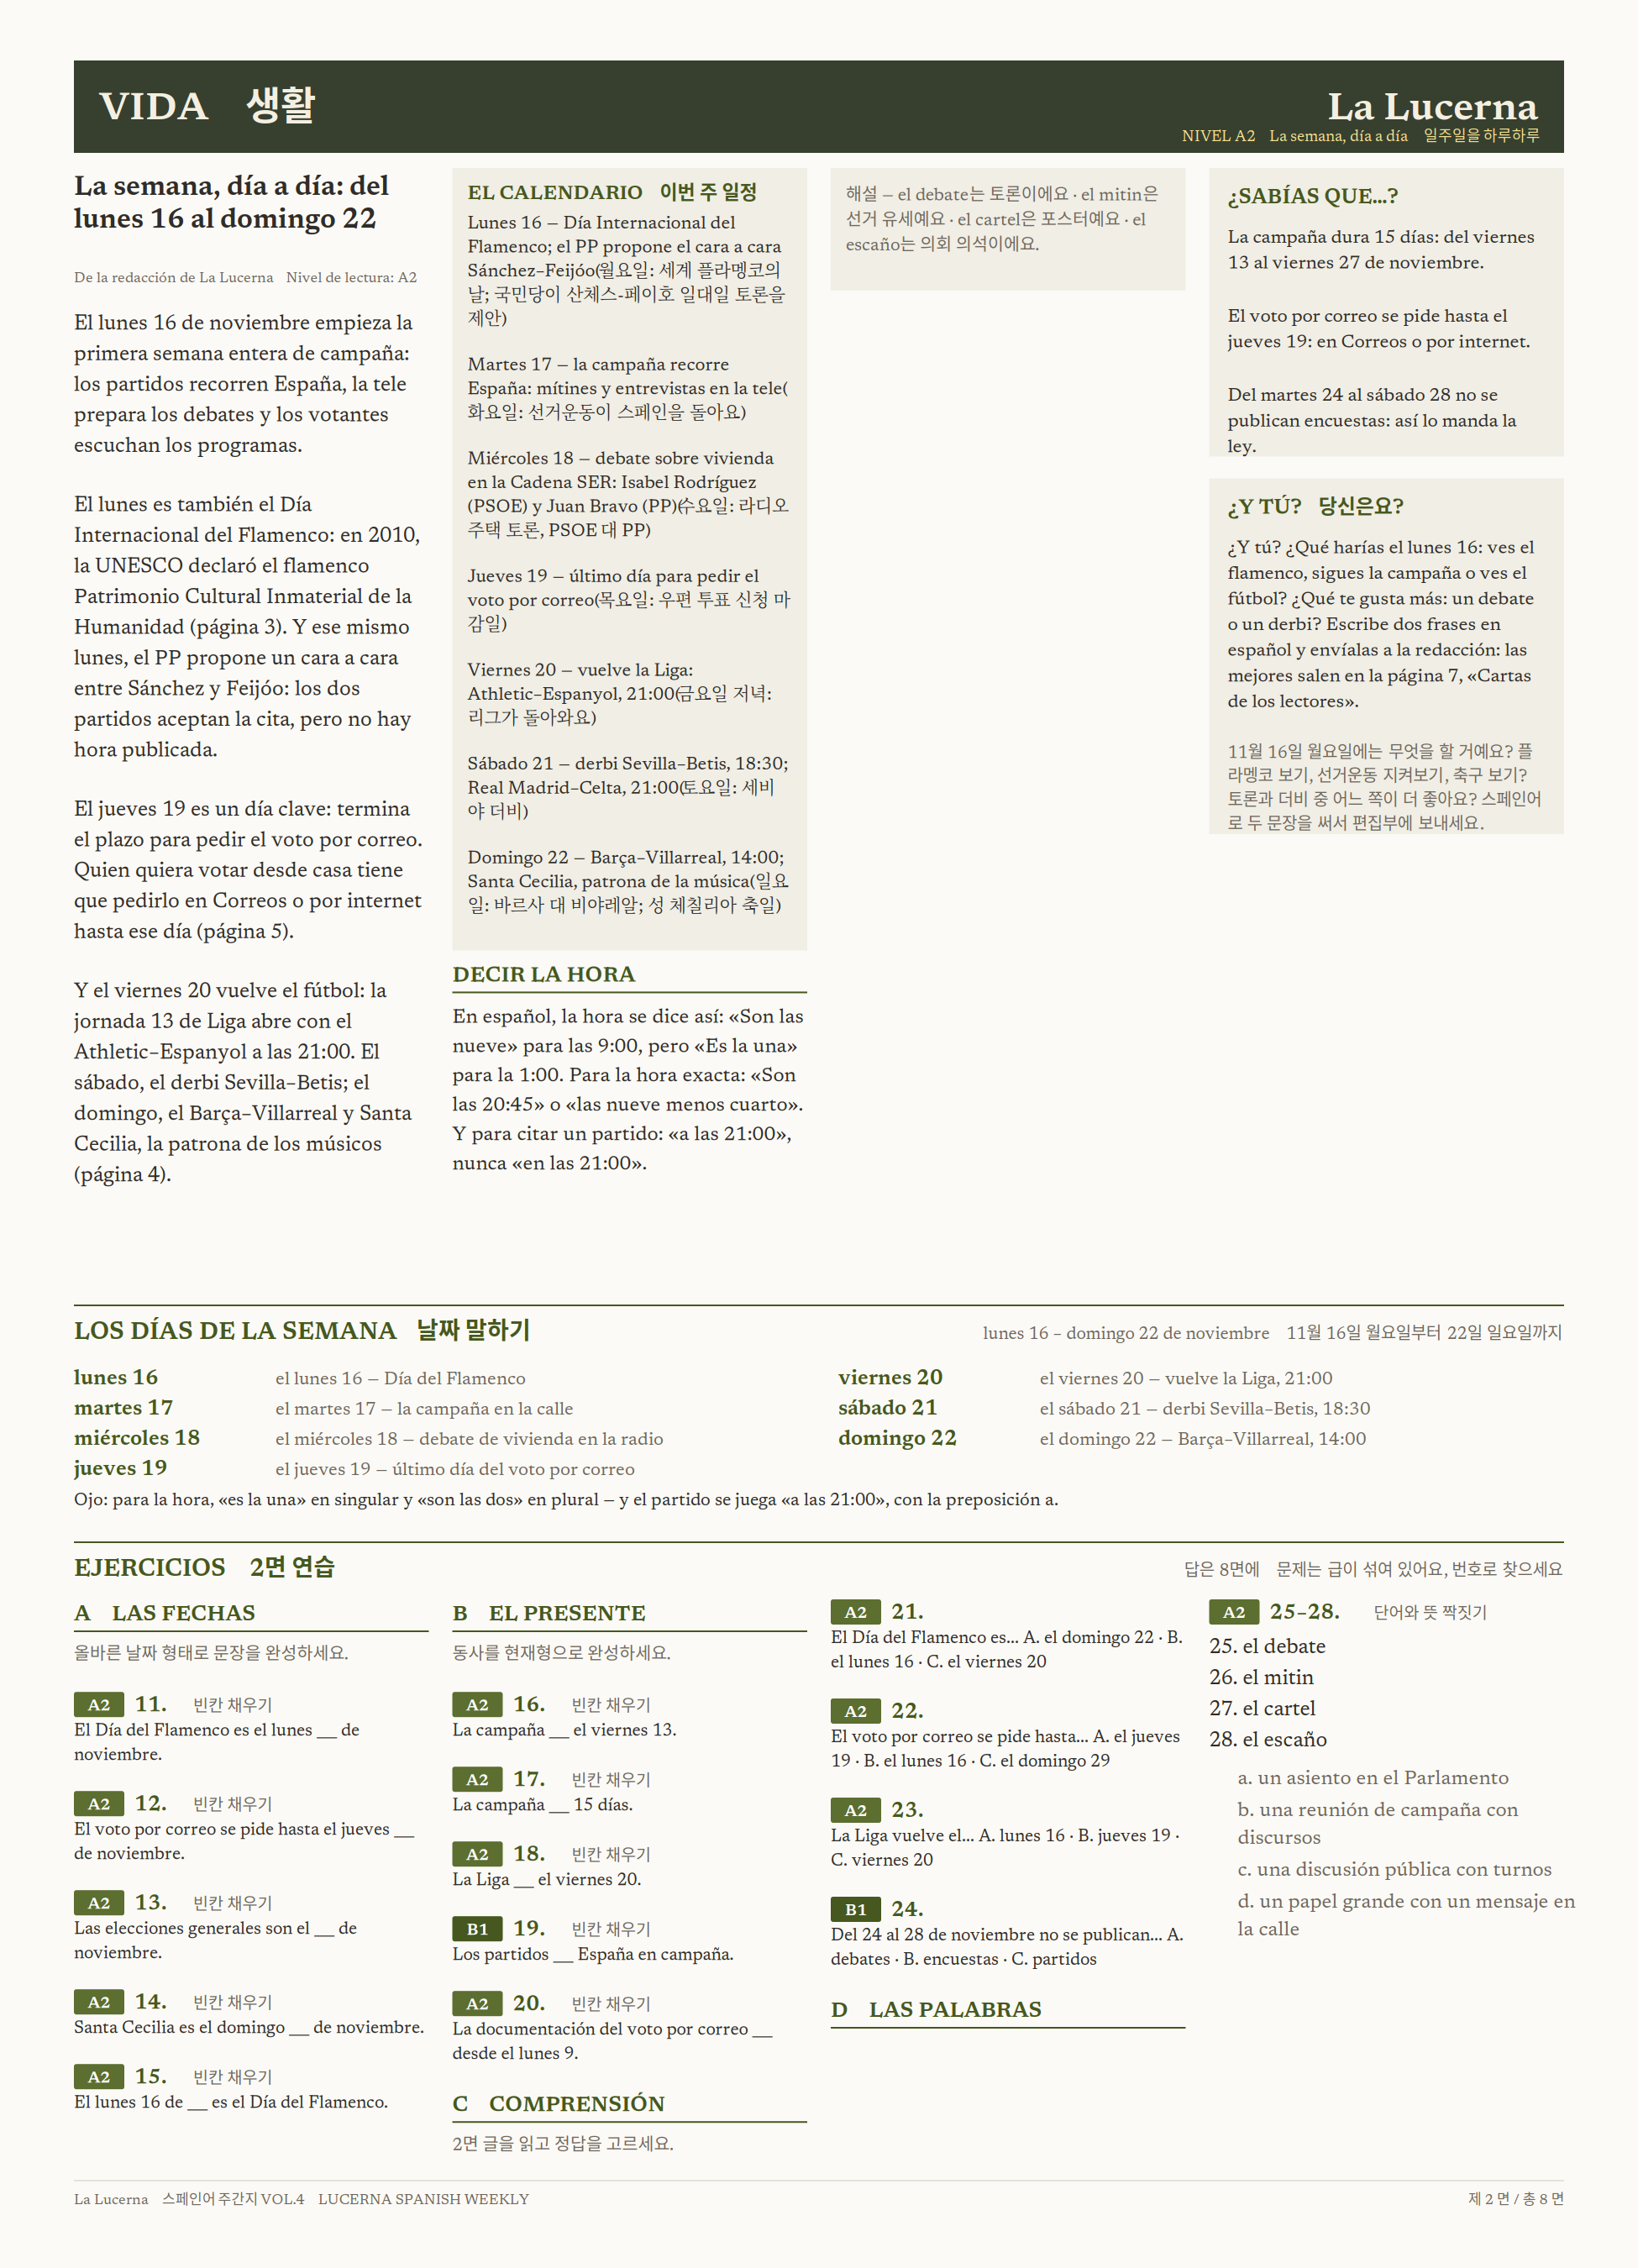 VIDA 생활
La Lucerna
NIVEL A2 La semana, día a día 일주일을 하루하루
La semana, día a día: del
lunes 16 al domingo 22
De la redacción de La Lucerna Nivel de lectura: A2
El lunes 16 de noviembre empieza la
primera semana entera de campaña:
los partidos recorren España, la tele
prepara los debates y los votantes
escuchan los programas.
El lunes es también el Día
Internacional del Flamenco: en 2010,
la UNESCO declaró el flamenco
Patrimonio Cultural Inmaterial de la
Humanidad (página 3). Y ese mismo
lunes, el PP propone un cara a cara
entre Sánchez y Feijóo: los dos
partidos aceptan la cita, pero no hay
hora publicada.
El jueves 19 es un día clave: termina
el plazo para pedir el voto por correo.
Quien quiera votar desde casa tiene
que pedirlo en Correos o por internet
hasta ese día (página 5).
Y el viernes 20 vuelve el fútbol: la
jornada 13 de Liga abre con el
Athletic–Espanyol a las 21:00. El
sábado, el derbi Sevilla–Betis; el
domingo, el Barça–Villarreal y Santa
Cecilia, la patrona de los músicos
(página 4).
EL CALENDARIO 이번 주 일정
Lunes 16 — Día Internacional del
Flamenco; el PP propone el cara a cara
Sánchez–Feijóo(월요일: 세계 플라멩코의
날; 국민당이 산체스-페이호 일대일 토론을
제안)
Martes 17 — la campaña recorre
España: mítines y entrevistas en la tele(
화요일: 선거운동이 스페인을 돌아요)
Miércoles 18 — debate sobre vivienda
en la Cadena SER: Isabel Rodríguez
(PSOE) y Juan Bravo (PP)(수요일: 라디오
주택 토론, PSOE 대 PP)
Jueves 19 — último día para pedir el
voto por correo(목요일: 우편 투표 신청 마
감일)
Viernes 20 — vuelve la Liga:
Athletic–Espanyol, 21:00(금요일 저녁:
리그가 돌아와요)
Sábado 21 — derbi Sevilla–Betis, 18:30;
Real Madrid–Celta, 21:00(토요일: 세비
야 더비)
Domingo 22 — Barça–Villarreal, 14:00;
Santa Cecilia, patrona de la música(일요
일: 바르사 대 비야레알; 성 체칠리아 축일)
DECIR LA HORA
En español, la hora se dice así: «Son las
nueve» para las 9:00, pero «Es la una»
para la 1:00. Para la hora exacta: «Son
las 20:45» o «las nueve menos cuarto».
Y para citar un partido: «a las 21:00»,
nunca «en las 21:00».
해설 — el debate는 토론이에요 · el mitin은
선거 유세예요 · el cartel은 포스터예요 · el
escaño는 의회 의석이에요.
¿SABÍAS QUE...?
La campaña dura 15 días: del viernes
13 al viernes 27 de noviembre.
El voto por correo se pide hasta el
jueves 19: en Correos o por internet.
Del martes 24 al sábado 28 no se
publican encuestas: así lo manda la
ley.
¿Y TÚ? 당신은요?
¿Y tú? ¿Qué harías el lunes 16: ves el
flamenco, sigues la campaña o ves el
fútbol? ¿Qué te gusta más: un debate
o un derbi? Escribe dos frases en
español y envíalas a la redacción: las
mejores salen en la página 7, «Cartas
de los lectores».
11월 16일 월요일에는 무엇을 할 거예요? 플
라멩코 보기, 선거운동 지켜보기, 축구 보기?
토론과 더비 중 어느 쪽이 더 좋아요? 스페인어
로 두 문장을 써서 편집부에 보내세요.
LOS DÍAS DE LA SEMANA 날짜 말하기
lunes 16 – domingo 22 de noviembre 11월 16일 월요일부터 22일 일요일까지
lunes 16 el lunes 16 — Día del Flamenco
martes 17 el martes 17 — la campaña en la calle
miércoles 18 el miércoles 18 — debate de vivienda en la radio
jueves 19 el jueves 19 — último día del voto por correo
viernes 20 el viernes 20 — vuelve la Liga, 21:00
sábado 21 el sábado 21 — derbi Sevilla–Betis, 18:30
domingo 22 el domingo 22 — Barça–Villarreal, 14:00
Ojo: para la hora, «es la una» en singular y «son las dos» en plural — y el partido se juega «a las 21:00», con la preposición a.
EJERCICIOS 2면 연습
답은 8면에 문제는 급이 섞여 있어요, 번호로 찾으세요
A LAS FECHAS
올바른 날짜 형태로 문장을 완성하세요.
A2 11. 빈칸 채우기
El Día del Flamenco es el lunes __ de
noviembre.
A2 12. 빈칸 채우기
El voto por correo se pide hasta el jueves __
de noviembre.
A2 13. 빈칸 채우기
Las elecciones generales son el __ de
noviembre.
A2 14. 빈칸 채우기
Santa Cecilia es el domingo __ de noviembre.
A2 15. 빈칸 채우기
El lunes 16 de __ es el Día del Flamenco.
B EL PRESENTE
동사를 현재형으로 완성하세요.
A2 16. 빈칸 채우기
La campaña __ el viernes 13.
A2 17. 빈칸 채우기
La campaña __ 15 días.
A2 18. 빈칸 채우기
La Liga __ el viernes 20.
B1 19. 빈칸 채우기
Los partidos __ España en campaña.
A2 20. 빈칸 채우기
La documentación del voto por correo __
desde el lunes 9.
C COMPRENSIÓN
2면 글을 읽고 정답을 고르세요.
A2 21.
El Día del Flamenco es... A. el domingo 22 · B.
el lunes 16 · C. el viernes 20
A2 22.
El voto por correo se pide hasta... A. el jueves
19 · B. el lunes 16 · C. el domingo 29
A2 23.
La Liga vuelve el... A. lunes 16 · B. jueves 19 ·
C. viernes 20
B1 24.
Del 24 al 28 de noviembre no se publican... A.
debates · B. encuestas · C. partidos
D LAS PALABRAS
A2 25–28. 단어와 뜻 짝짓기
25. el debate
26. el mitin
27. el cartel
28. el escaño
a. un asiento en el Parlamento
b. una reunión de campaña con
discursos
c. una discusión pública con turnos
d. un papel grande con un mensaje en
la calle
La Lucerna 스페인어 주간지 VOL.4 LUCERNA SPANISH WEEKLY
제 2 면 / 총 8 면